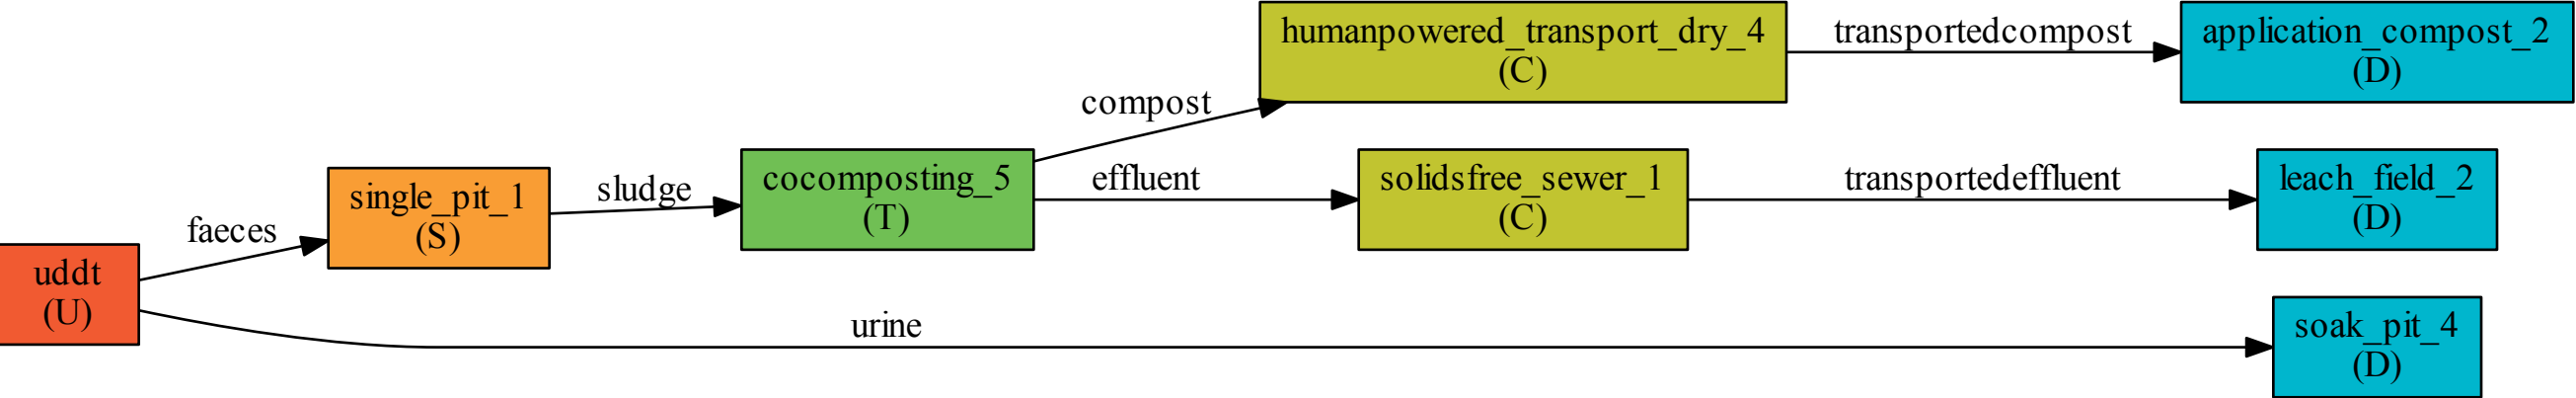 humanpowered_transport_dry_4
(C)
transportedcompost
application_compost_2
(D)
compost
single_pit_1
(S)
sludge
cocomposting_5
(T)
effluent
solidsfree_sewer_1
(C)
transportedeffluent
leach_field_2
(D)
faeces
uddt
(U)
urine
soak_pit_4
(D)